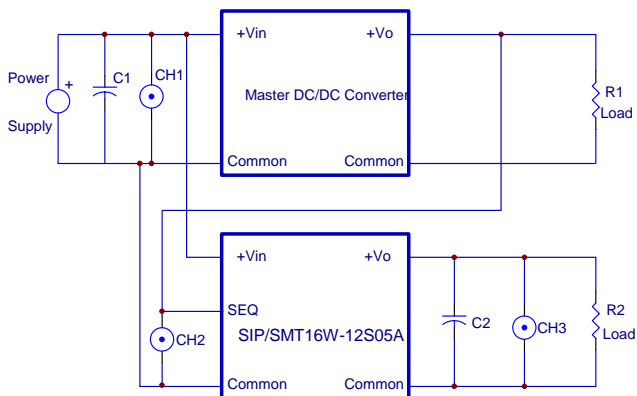 +Vin
+Vo
Power
+
C1
CH1
Master DC/DC Converter
R1
Load
Supply
Common
Common
+Vin
+Vo
SEQ
C2
CH3
R2
Load
CH2
SIP/SMT16W-12S05A
Common
Common